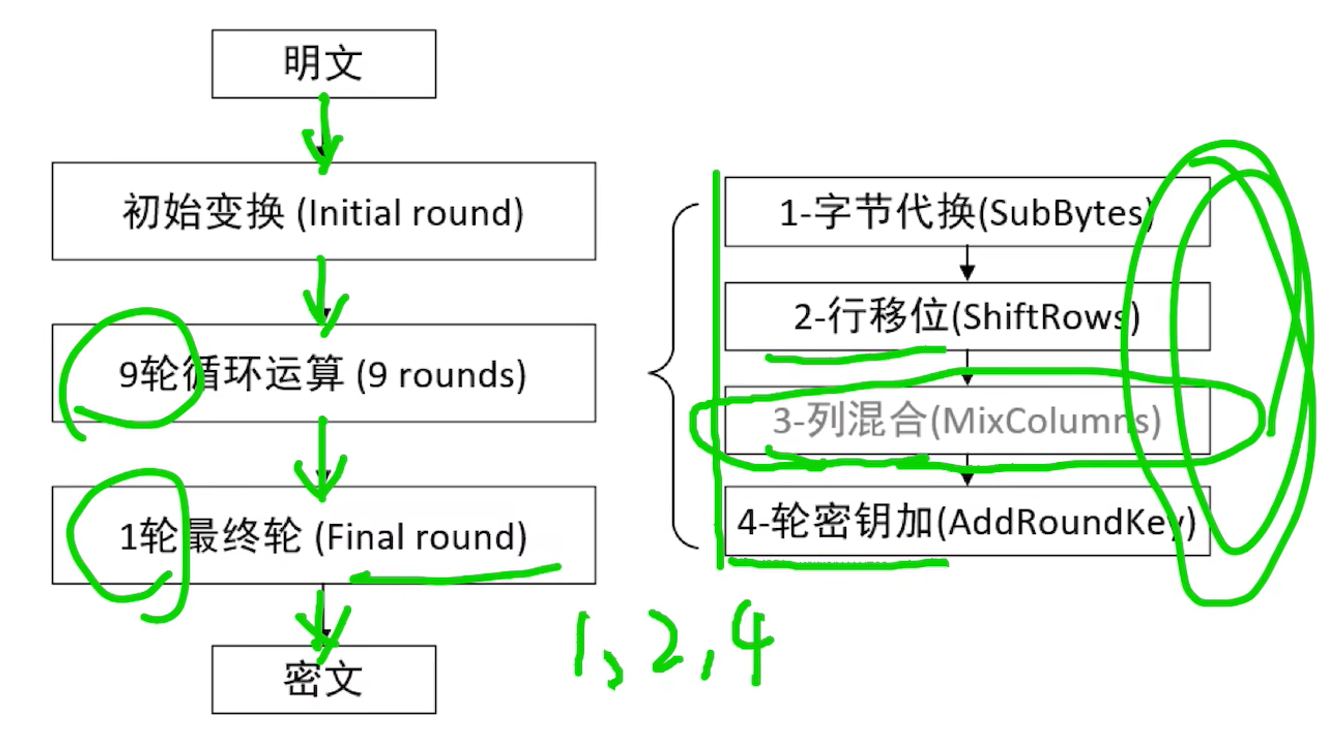 明文
初始变换 (Initial round)
9轮循环运算 (9 rounds)
1轮最终轮 (Final round)
密文
1-字节代换(SubBytes)
2-行移位(ShiftRows)
3-列混合(MixColumns)
4-轮密钥加(AddRoundKey)
1,2,4